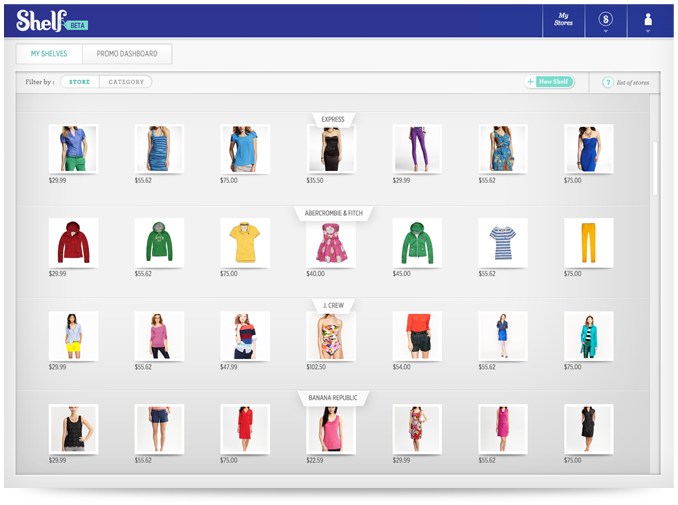 Shelf BETA
My Stores
S
MY SHELVES PROMO DASHBOARD
Filter by : STORE CATEGORY + New Shelf ? list of stores
EXPRESS
$29.99 $55.62 $75.00 $35.50 $29.99 $55.62 $75.00
ABERCROMBIE & FITCH
$29.99 $55.62 $75.00 $40.00 $45.00 $55.62 $75.00
J. CREW
$29.99 $55.62 $47.99 $102.50 $54.00 $55.62 $75.00
BANANA REPUBLIC
$29.99 $55.62 $75.00 $22.59 $29.99 $55.62 $75.00